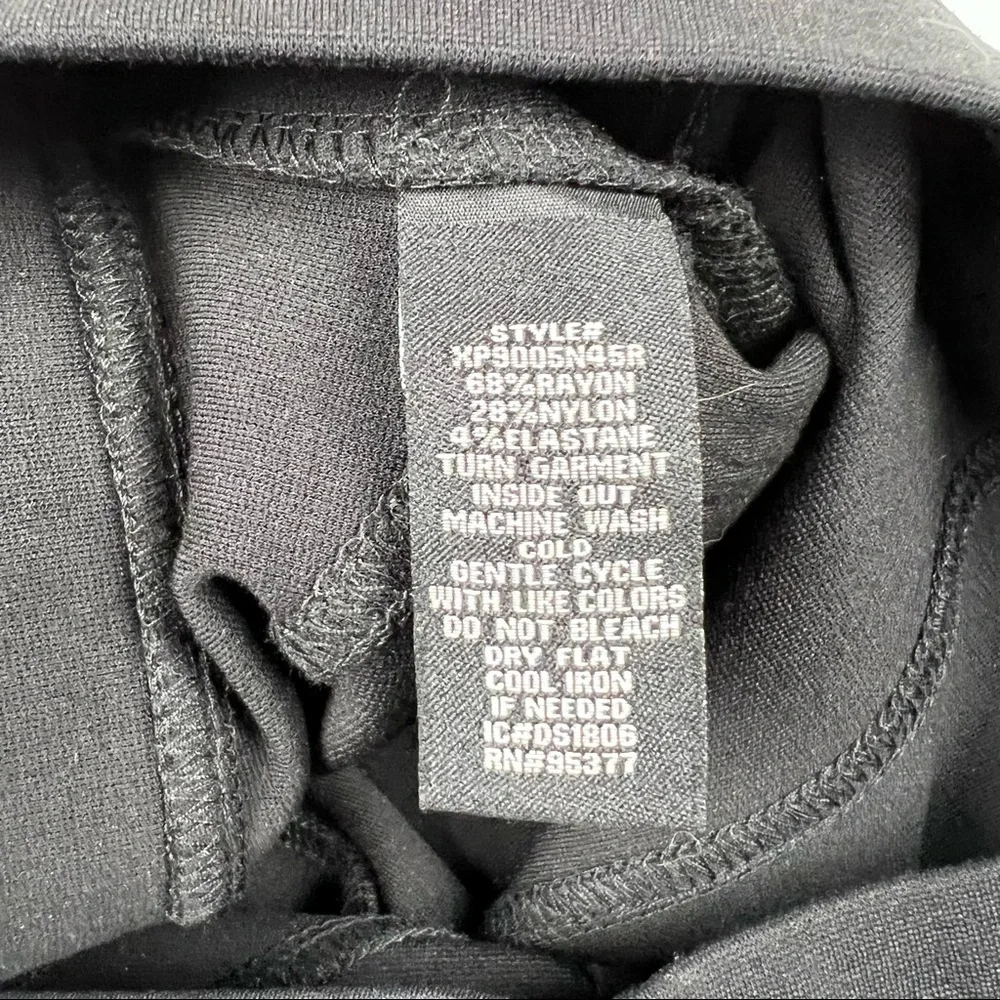 STYLE#
XP9005N45R
68%RAYON
28%NYLON
4%ELASTANE
TURN GARMENT
INSIDE OUT
MACHINE WASH
COLD
GENTLE CYCLE
WITH LIKE COLORS
DO NOT BLEACH
DRY FLAT
COOL IRON
IF NEEDED
IC#DS1806
RN#95377